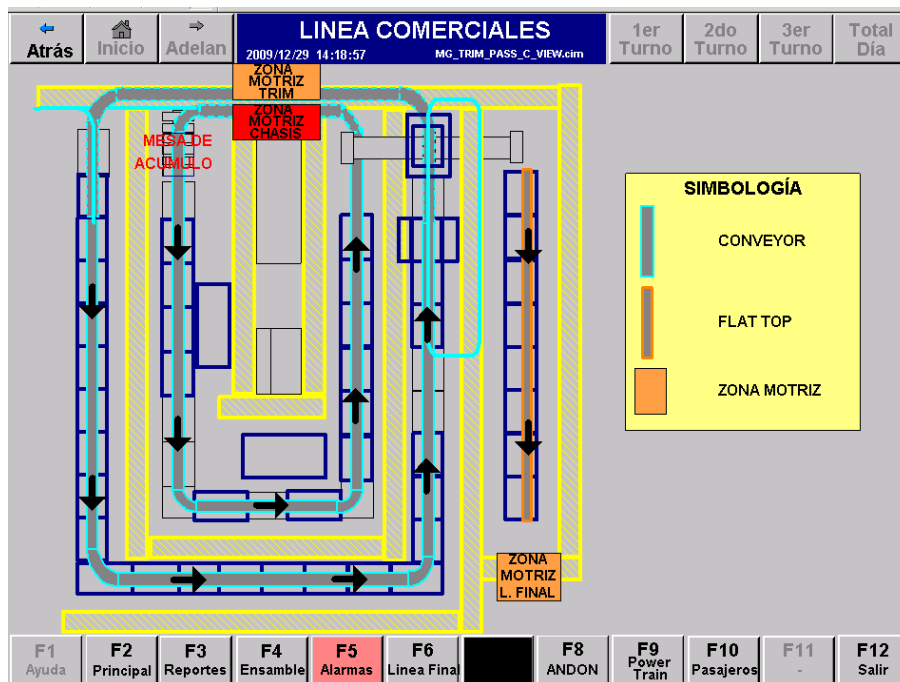 Atrás
Inicio
Adelan
LINEA COMERCIALES
2009/12/29 14:18:57
MG_TRIM_PASS_C_VIEW.cim
1er
Turno
2do
Turno
3er
Turno
Total
Día
ZONA
MOTRIZ
TRIM
ZONA
MOTRIZ
CHASIS
MESA DE
ACUMULO
SIMBOLOGÍA
CONVEYOR
FLAT TOP
ZONA MOTRIZ
ZONA
MOTRIZ
L. FINAL
F1
Ayuda
F2
Principal
F3
Reportes
F4
Ensamble
F5
Alarmas
F6
Linea Final
F8
ANDON
F9
Power
Train
F10
Pasajeros
F11
-
F12
Salir